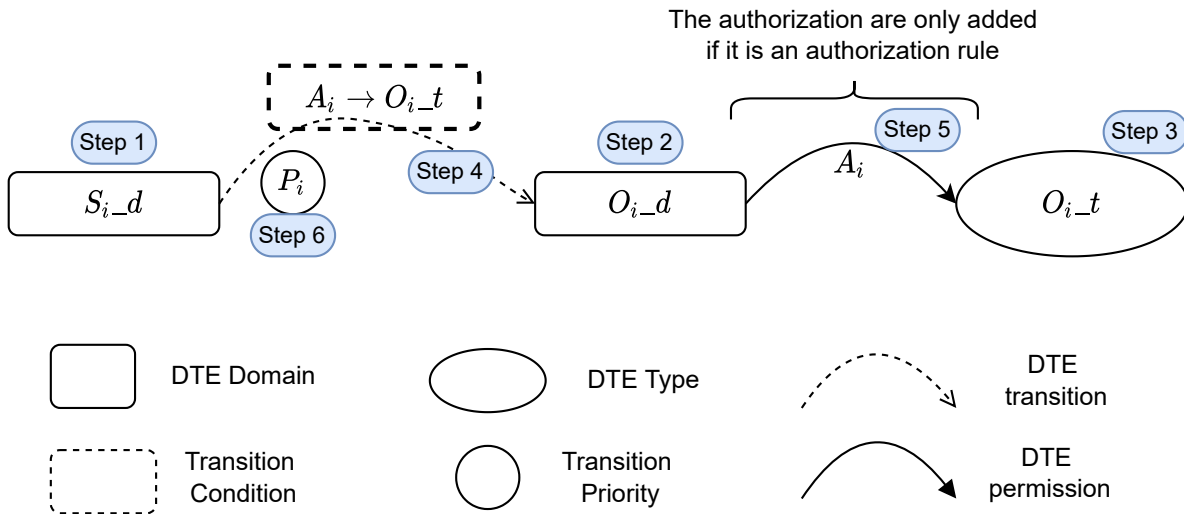 The authorization are only added
if it is an authorization rule
A_i → O_i_t
Step 1
Step 2
Step 5
Step 3
Step 4
P_i
A_i
S_i_d
O_i_d
O_i_t
Step 6
DTE Domain
DTE Type
DTE
transition
Transition
Condition
Transition
Priority
DTE
permission